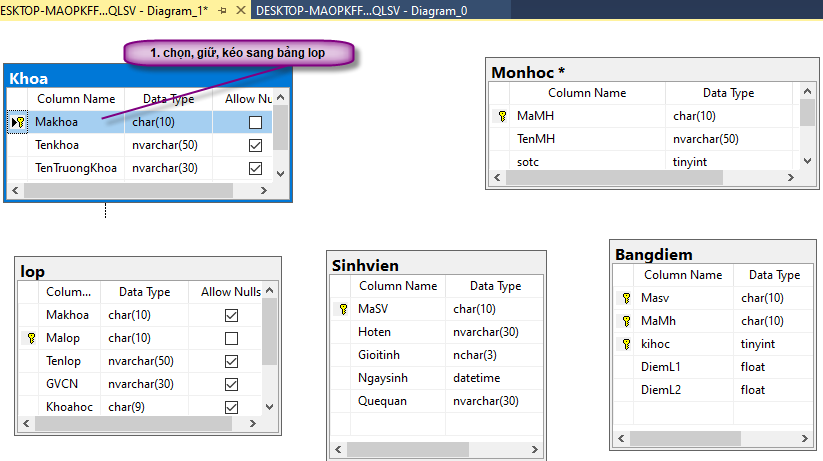 ESKTOP-MAOPKFF...QLSV - Diagram_1*
DESKTOP-MAOPKFF...QLSV - Diagram_0
1. chọn, giữ, kéo sang bảng lop
Khoa
Column Name Data Type Allow Nu
Makhoa char(10)
Tenkhoa nvarchar(50)
TenTruongKhoa nvarchar(30)
Monhoc *
Column Name Data Type
MaMH char(10)
TenMH nvarchar(50)
sotc tinyint
lop
Colum... Data Type Allow Nulls
Makhoa char(10)
Malop char(10)
Tenlop nvarchar(50)
GVCN nvarchar(30)
Khoahoc char(9)
Sinhvien
Column Name Data Type
MaSV char(10)
Hoten nvarchar(30)
Gioitinh nchar(3)
Ngaysinh datetime
Quequan nvarchar(30)
Bangdiem
Column Name Data Type
Masv char(10)
MaMh char(10)
kihoc tinyint
DiemL1 float
DiemL2 float